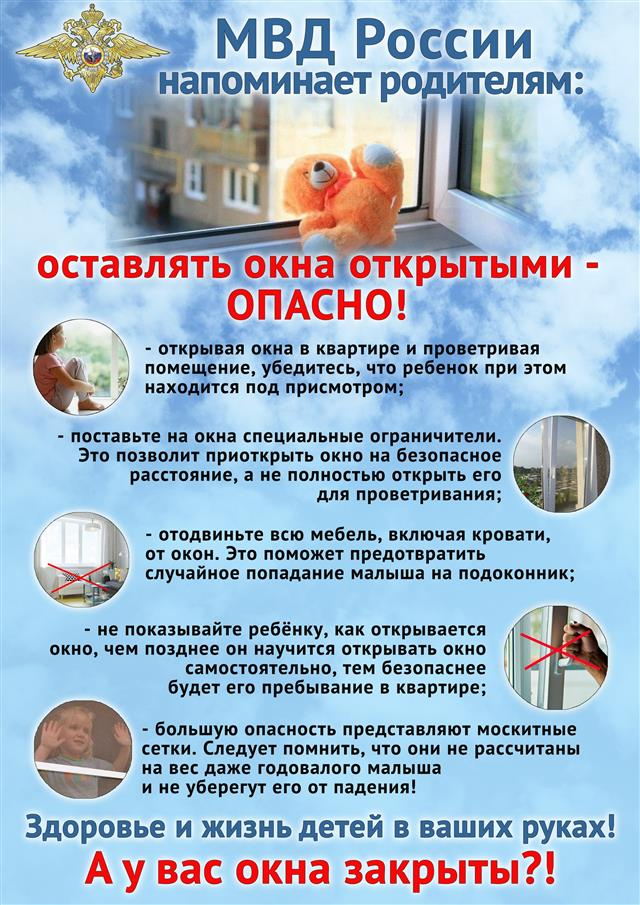 МВД России
напоминает родителям:
оставлять окна открытыми -
ОПАСНО!
- открывая окна в квартире и проветривая
помещение, убедитесь, что ребенок при этом
находится под присмотром;
- поставьте на окна специальные ограничители.
Это позволит приоткрыть окно на безопасное
расстояние, а не полностью открыть его
для проветривания;
- отодвиньте всю мебель, включая кровати,
от окон. Это поможет предотвратить
случайное попадание малыша на подоконник;
- не показывайте ребёнку, как открывается
окно, чем позднее он научится открывать окно
самостоятельно, тем безопаснее
будет его пребывание в квартире;
- большую опасность представляют москитные
сетки. Следует помнить, что они не рассчитаны
на вес даже годовалого малыша
и не уберегут его от падения!
Здоровье и жизнь детей в ваших руках!
А у вас окна закрыты?!